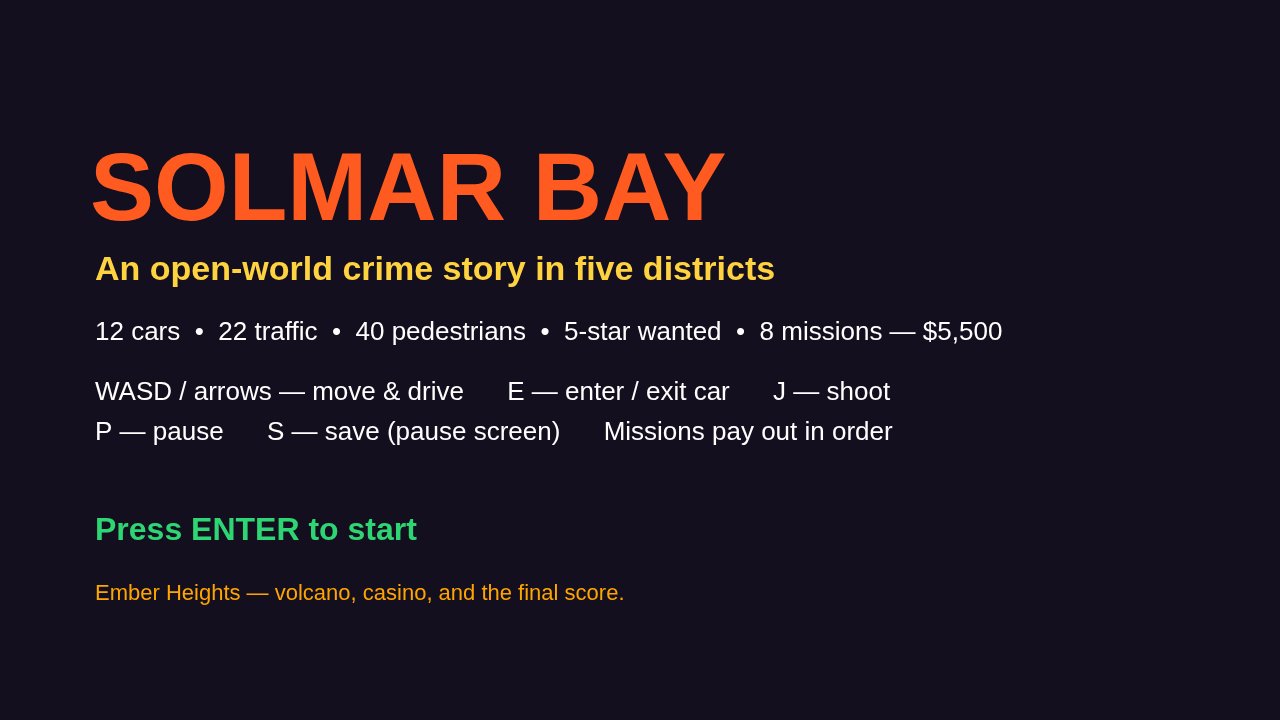 SOLMAR BAY
An open-world crime story in five districts
12 cars • 22 traffic • 40 pedestrians • 5-star wanted • 8 missions — $5,500
WASD / arrows — move & drive E — enter / exit car J — shoot
P — pause S — save (pause screen) Missions pay out in order
Press ENTER to start
Ember Heights — volcano, casino, and the final score.